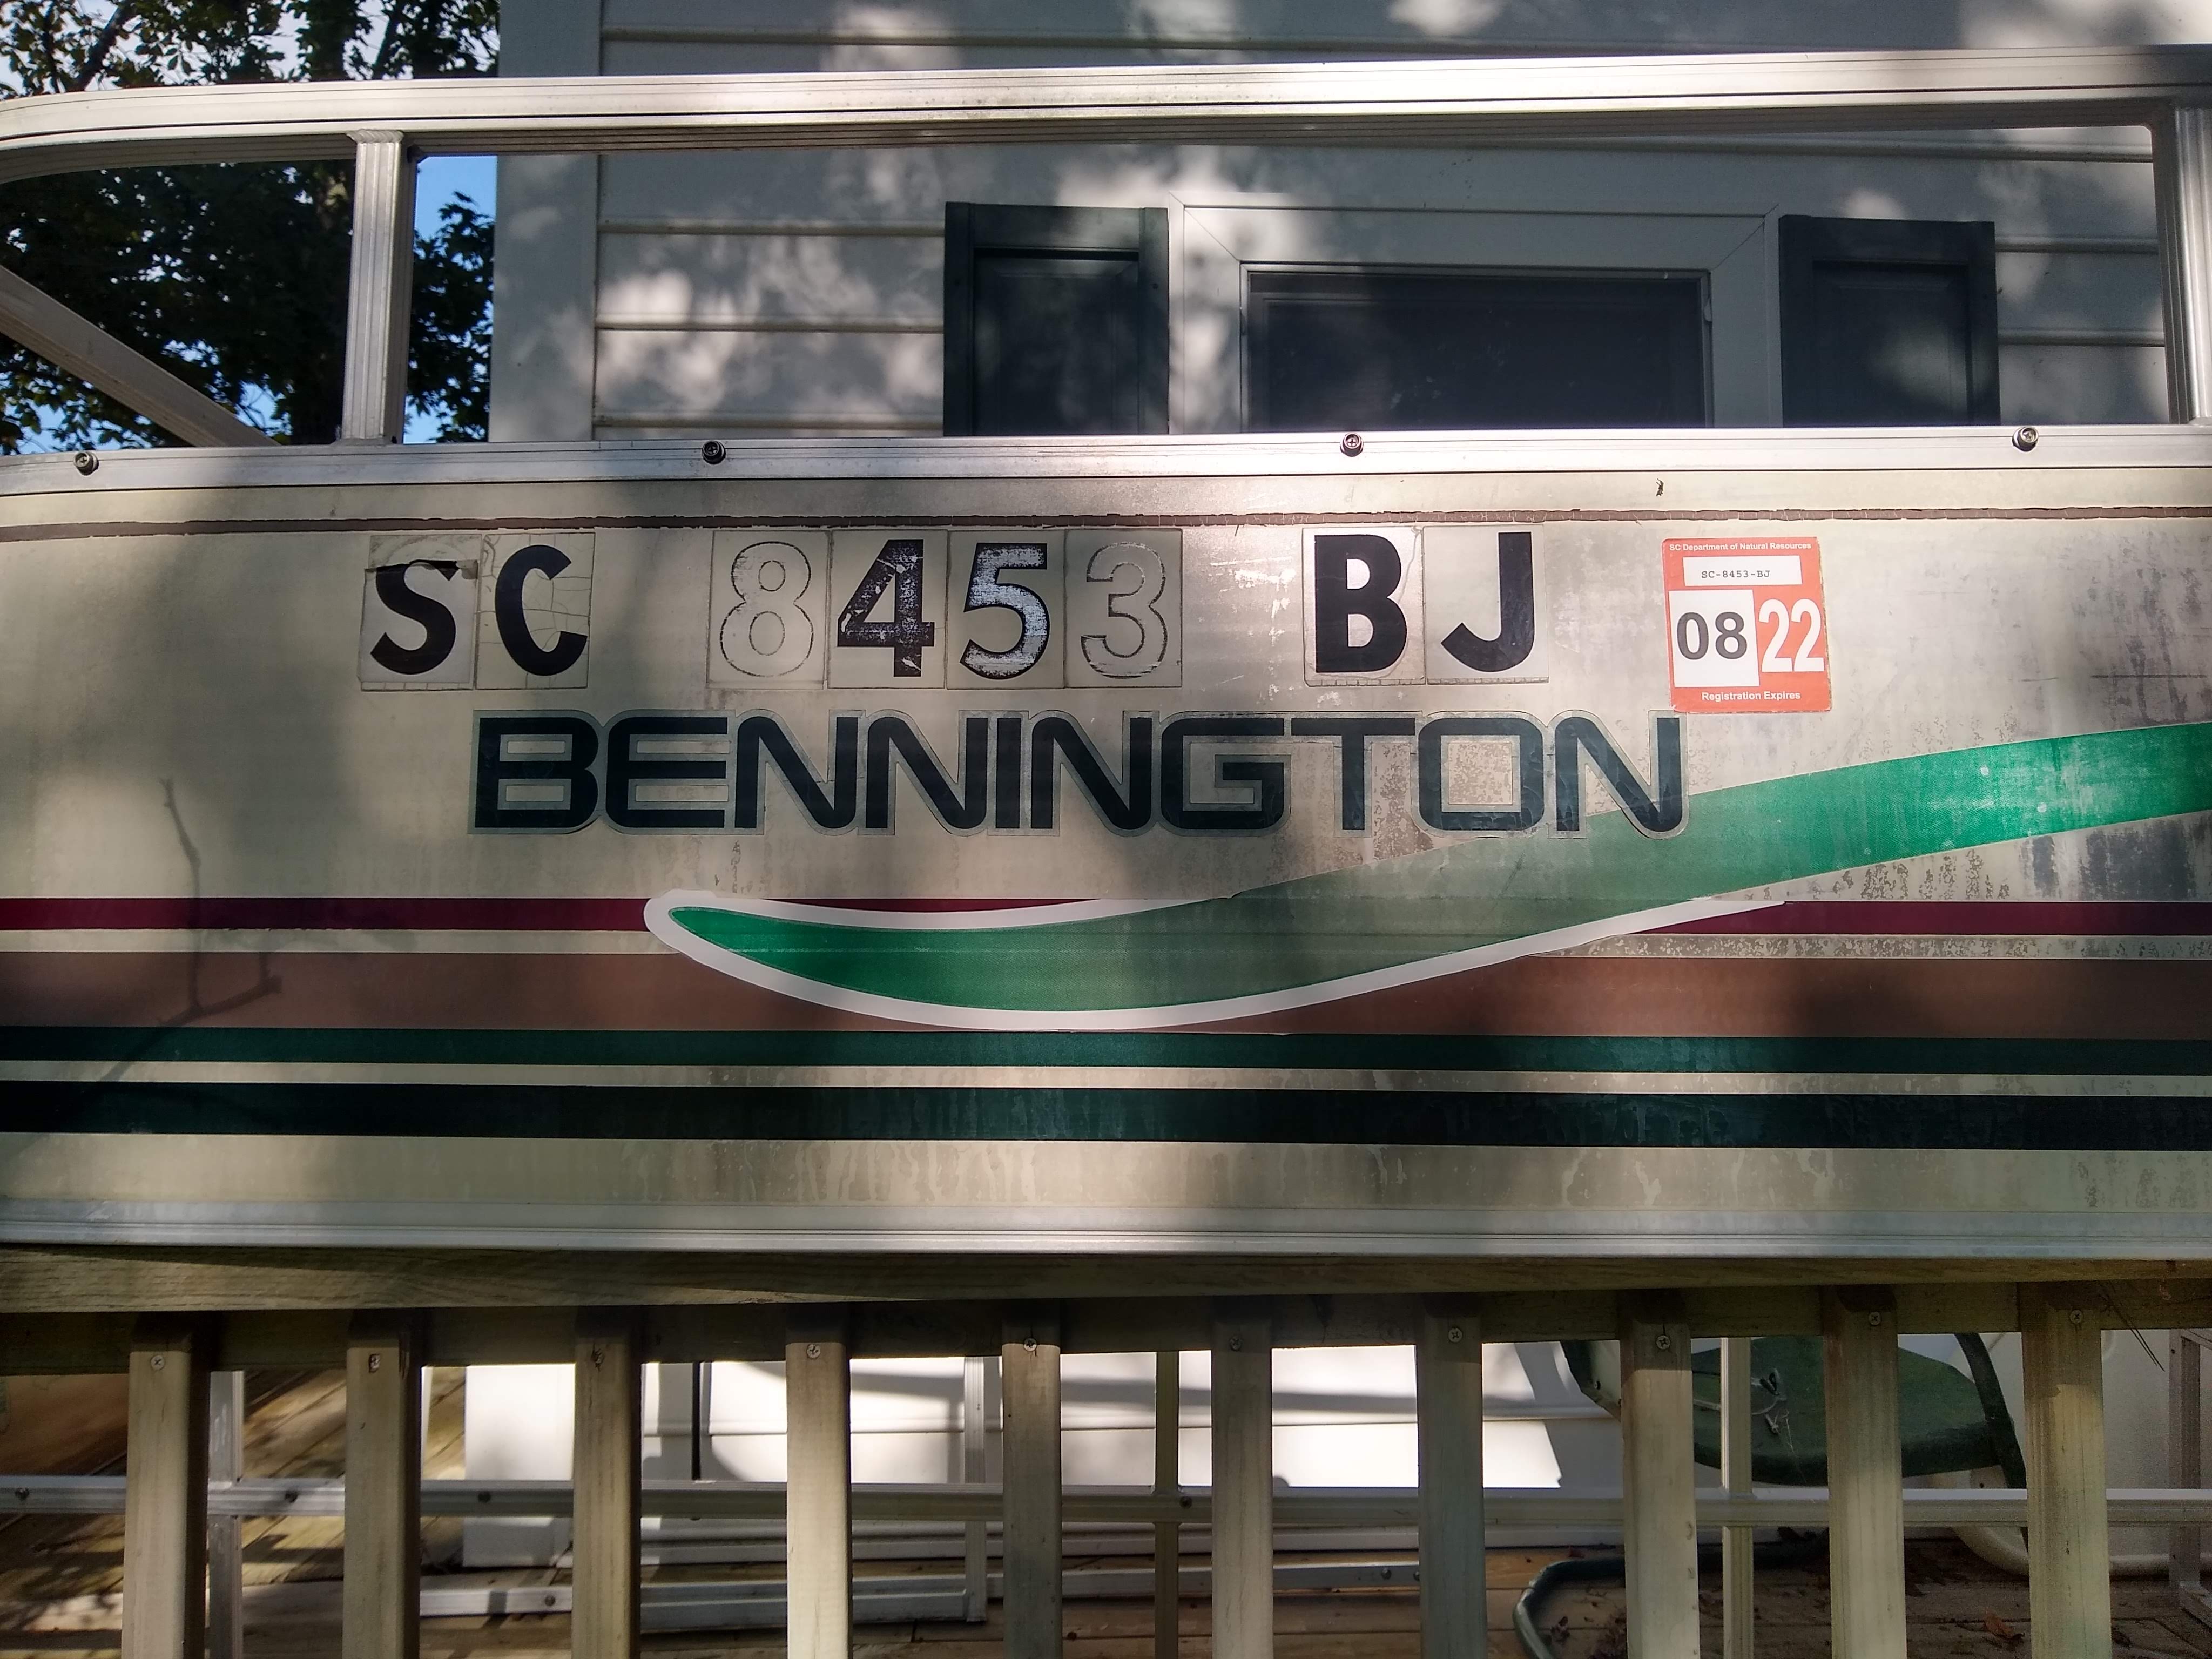 SC 8453 BJ
SC Department of Natural Resources
SC-8453-BJ
08 22
Registration Expires
BENNINGTON